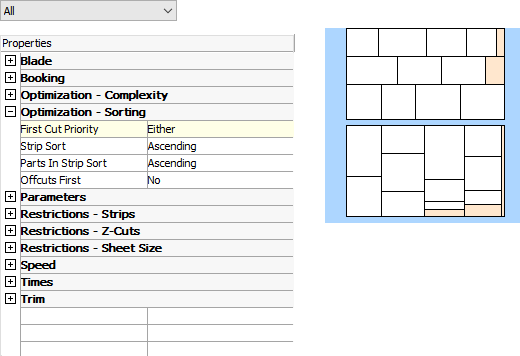 All
Properties
Blade
Booking
Optimization - Complexity
Optimization - Sorting
First Cut Priority Either
Strip Sort Ascending
Parts In Strip Sort Ascending
Offcuts First No
Parameters
Restrictions - Strips
Restrictions - Z-Cuts
Restrictions - Sheet Size
Speed
Times
Trim